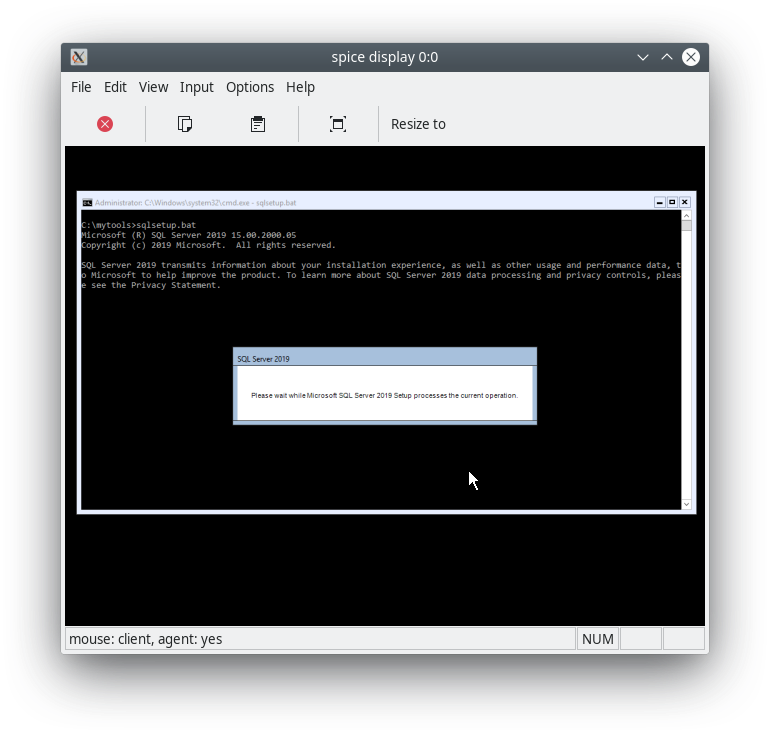 spice display 0:0
File Edit View Input Options Help
Resize to
Administrator: C:\Windows\system32\cmd.exe - sqlsetup.bat
C:\mytools>sqlsetup.bat
Microsoft (R) SQL Server 2019 15.00.2000.05
Copyright (c) 2019 Microsoft.  All rights reserved.
SQL Server 2019 transmits information about your installation experience, as well as other usage and performance data, t
o Microsoft to help improve the product. To learn more about SQL Server 2019 data processing and privacy controls, pleas
e see the Privacy Statement.
SQL Server 2019
Please wait while Microsoft SQL Server 2019 Setup processes the current operation.
mouse: client, agent: yes
NUM